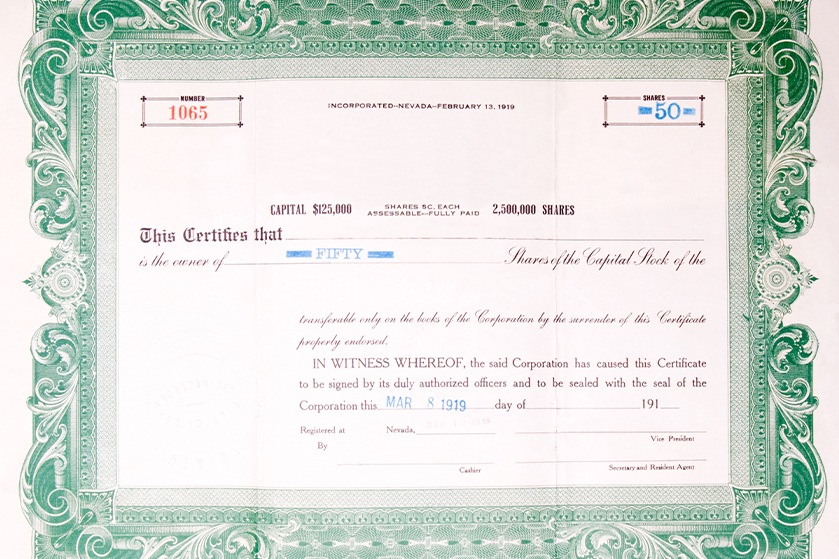 NUMBER
1065
INCORPORATED--NEVADA--FEBRUARY 13, 1919
SHARES
50
CAPITAL $125,000
SHARES 5C. EACH
ASSESSABLE--FULLY PAID
2,500,000 SHARES
This Certifies that
is the owner of FIFTY Shares of the Capital Stock of the
transferable only on the books of the Corporation by the surrender of this Certificate
properly endorsed.
IN WITNESS WHEREOF, the said Corporation has caused this Certificate
to be signed by its duly authorized officers and to be sealed with the seal of the
Corporation this MAR 8 1919 day of 191
Registered at Nevada,
Vice President
By
Cashier
Secretary and Resident Agent